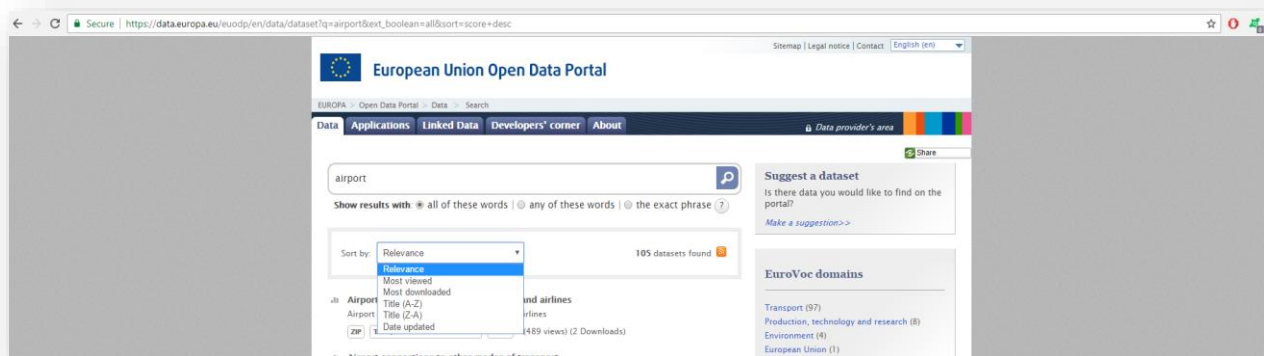 Secure | https://data.europa.eu/euodp/en/data/dataset?q=airport&ext_boolean=all&sort=score+desc
Sitemap | Legal notice | Contact English (en)
European Union Open Data Portal
EUROPA > Open Data Portal > Data > Search
Data Applications Linked Data Developers' corner About Data provider's area
Share
airport
Show results with: all of these words | any of these words | the exact phrase ?
Sort by: Relevance 105 datasets found
Relevance
Most viewed
Most downloaded
Title (A-Z)
Title (Z-A)
Date updated
Airport and airlines
Airport
ZIP (489 views) (2 Downloads)
Suggest a dataset
Is there data you would like to find on the
portal?
Make a suggestion>>
EuroVoc domains
Transport (97)
Production, technology and research (8)
Environment (4)
European Union (1)